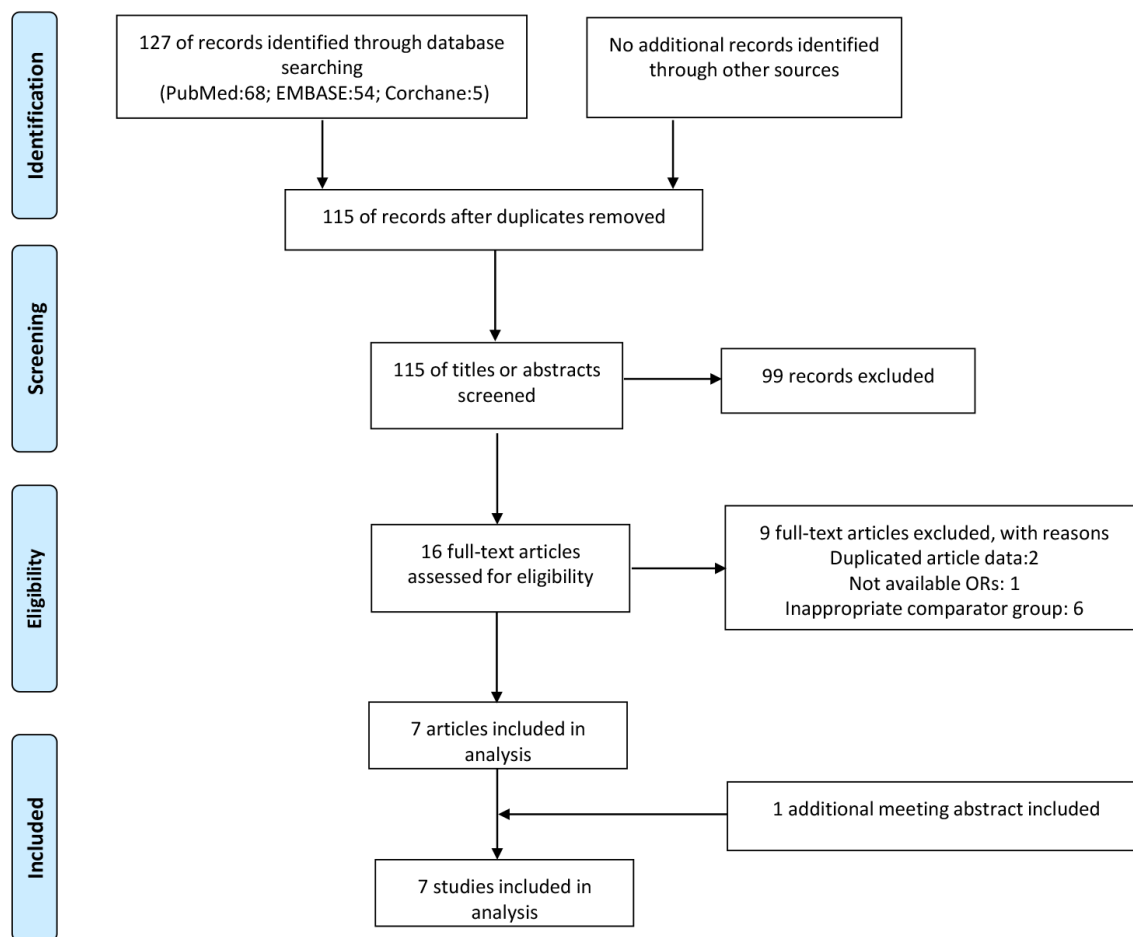 Identification
127 of records identified through database
searching
(PubMed:68; EMBASE:54; Corchane:5)
No additional records identified
through other sources
115 of records after duplicates removed
Screening
115 of titles or abstracts
screened
99 records excluded
Eligibility
16 full-text articles
assessed for eligibility
9 full-text articles excluded, with reasons
Duplicated article data:2
Not available ORs: 1
Inappropriate comparator group: 6
Included
7 articles included in
analysis
1 additional meeting abstract included
7 studies included in
analysis